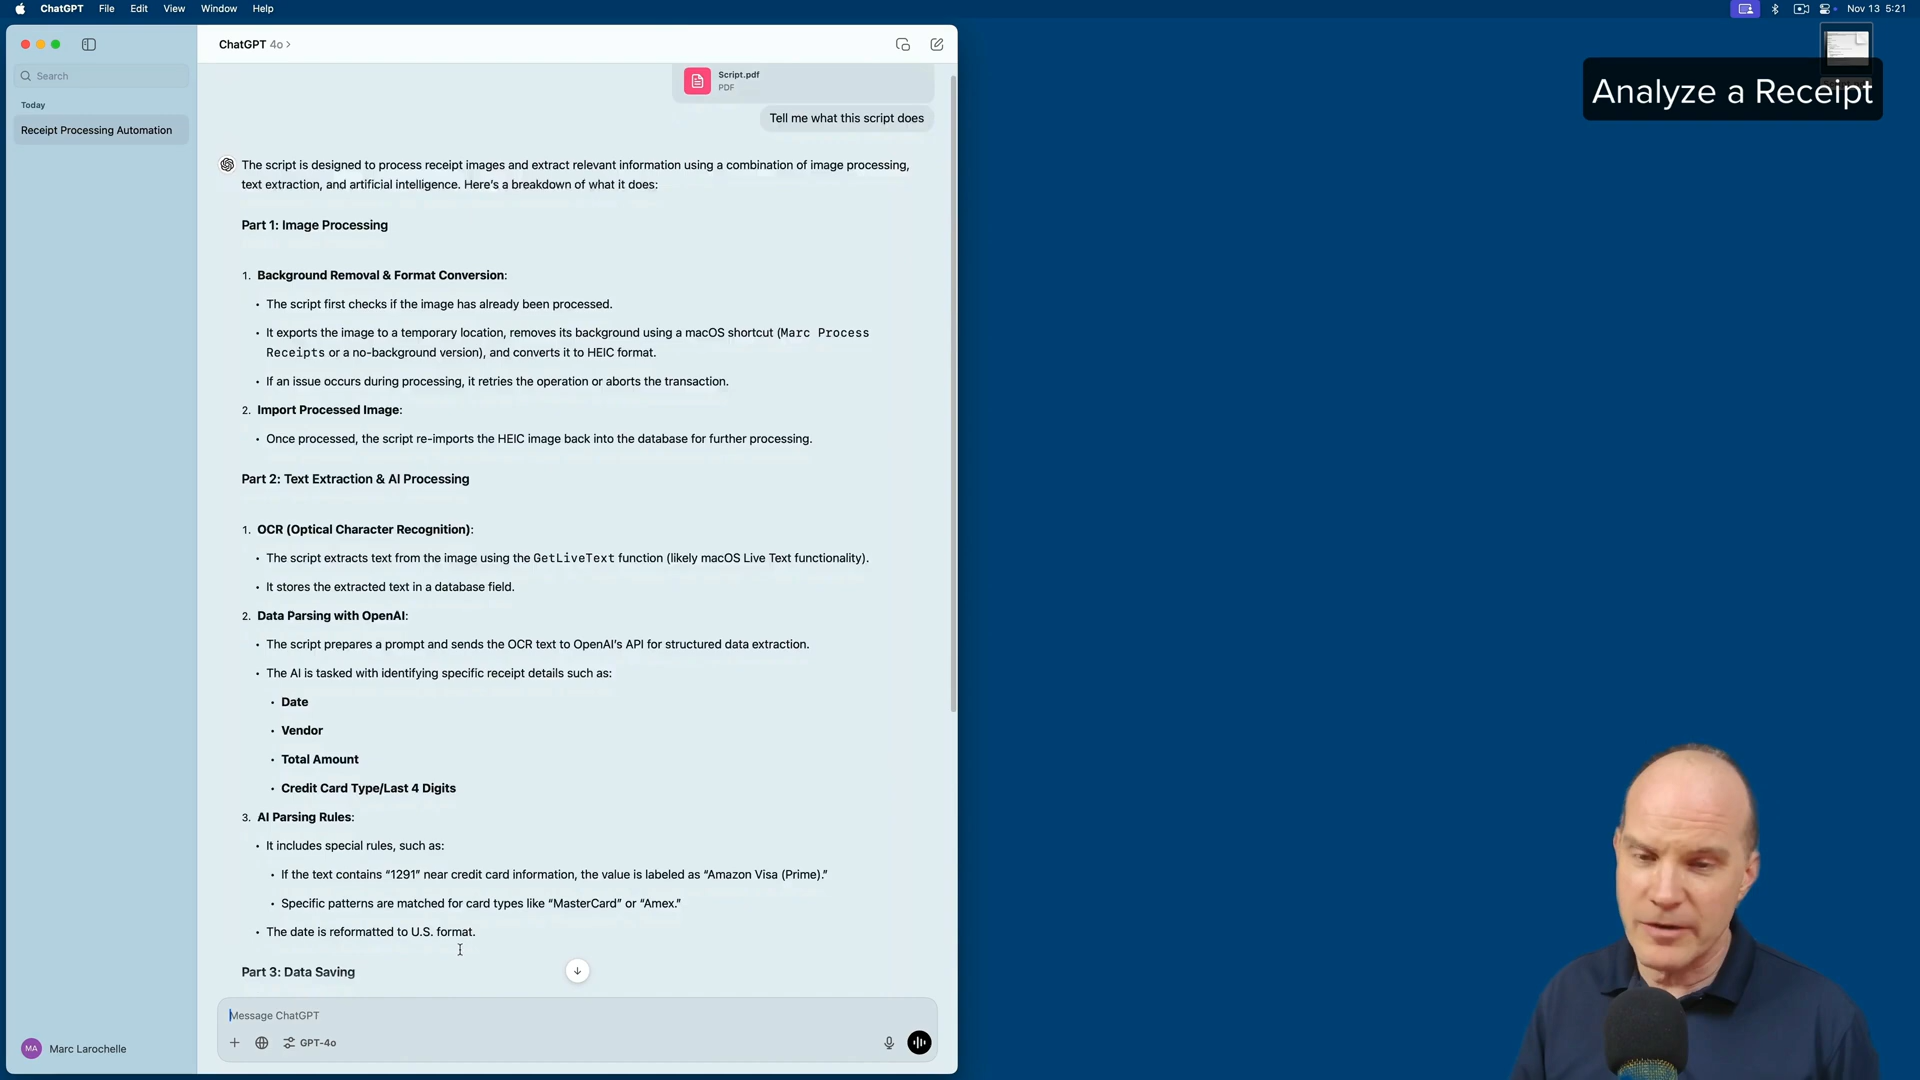 ChatGPT File Edit View Window Help
Nov 13 5:21
Search
Today
Receipt Processing Automation
ChatGPT 4o >
Script.pdf
PDF
Analyze a Receipt
Tell me what this script does
The script is designed to process receipt images and extract relevant information using a combination of image processing,
text extraction, and artificial intelligence. Here's a breakdown of what it does:
Part 1: Image Processing
1. Background Removal & Format Conversion:
• The script first checks if the image has already been processed.
• It exports the image to a temporary location, removes its background using a macOS shortcut (Marc Process
Receipts or a no-background version), and converts it to HEIC format.
• If an issue occurs during processing, it retries the operation or aborts the transaction.
2. Import Processed Image:
• Once processed, the script re-imports the HEIC image back into the database for further processing.
Part 2: Text Extraction & AI Processing
1. OCR (Optical Character Recognition):
• The script extracts text from the image using the GetLiveText function (likely macOS Live Text functionality).
• It stores the extracted text in a database field.
2. Data Parsing with OpenAI:
• The script prepares a prompt and sends the OCR text to OpenAI's API for structured data extraction.
• The AI is tasked with identifying specific receipt details such as:
• Date
• Vendor
• Total Amount
• Credit Card Type/Last 4 Digits
3. AI Parsing Rules:
• It includes special rules, such as:
• If the text contains “1291” near credit card information, the value is labeled as “Amazon Visa (Prime).”
• Specific patterns are matched for card types like “MasterCard” or “Amex.”
• The date is reformatted to U.S. format.
Part 3: Data Saving
Message ChatGPT
GPT-4o
MA Marc Larochelle